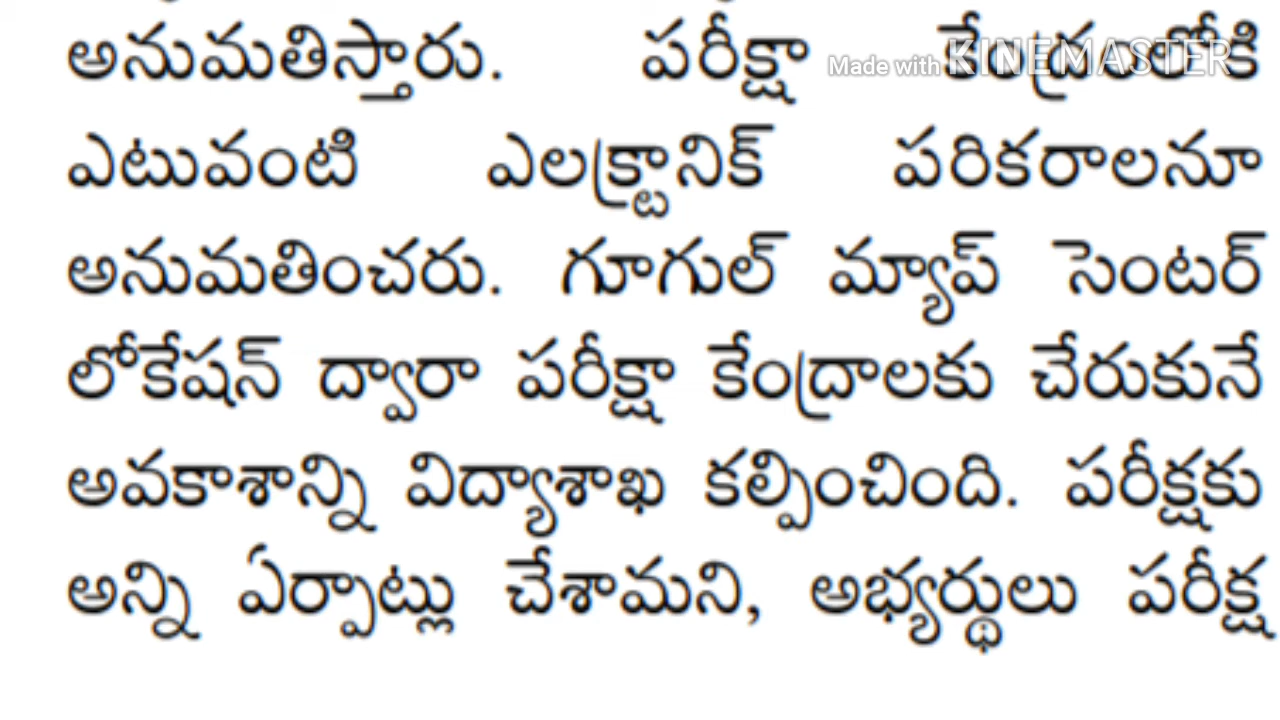 అనుమతిస్తారు. పరీక్షా కేంద్రంలోకి
Made with KINEMASTER
ఎటువంటి ఎలక్ట్రానిక్ పరికరాలనూ
అనుమతించరు. గూగుల్ మ్యాప్ సెంటర్
లోకేషన్ ద్వారా పరీక్షా కేంద్రాలకు చేరుకునే
అవకాశాన్ని విద్యాశాఖ కల్పించింది. పరీక్షకు
అన్ని ఏర్పాట్లు చేశామని, అభ్యర్థులు పరీక్ష